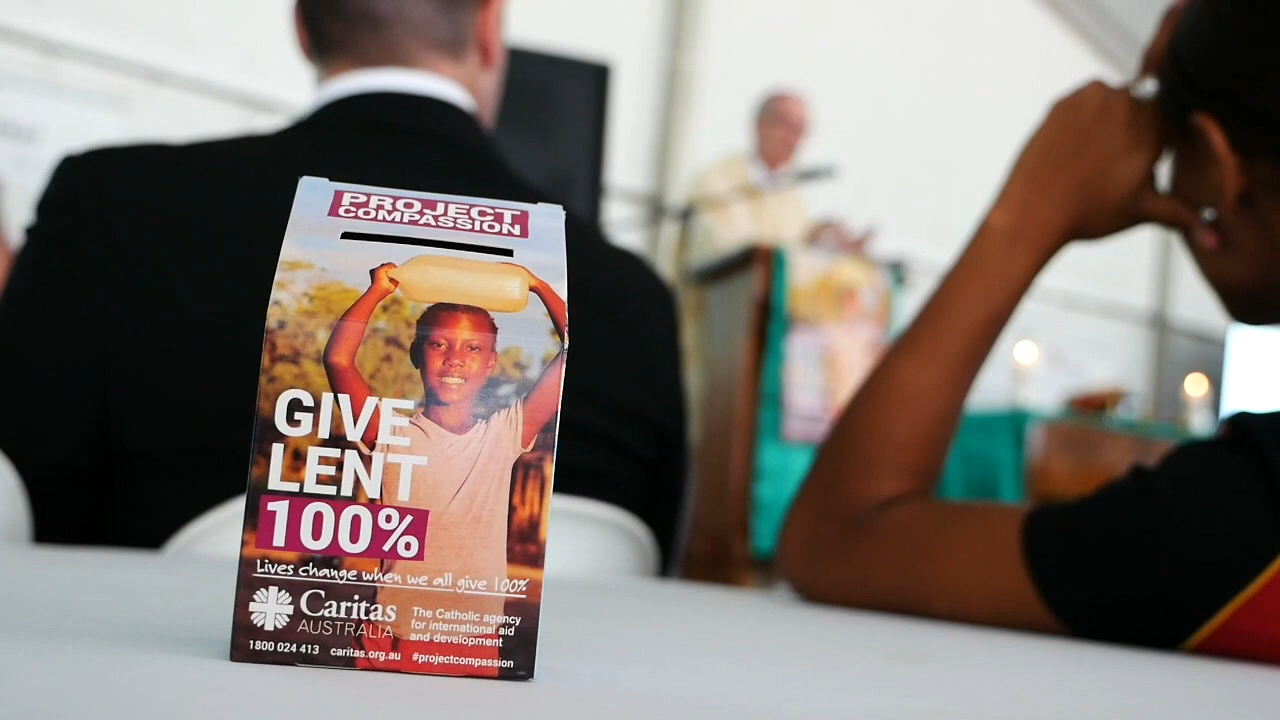 PROJECT
COMPASSION
GIVE
LENT
100%
Lives change when we all give 100%
Caritas
AUSTRALIA
The Catholic agency
for international aid
and development
1800 024 413 caritas.org.au #projectcompassion